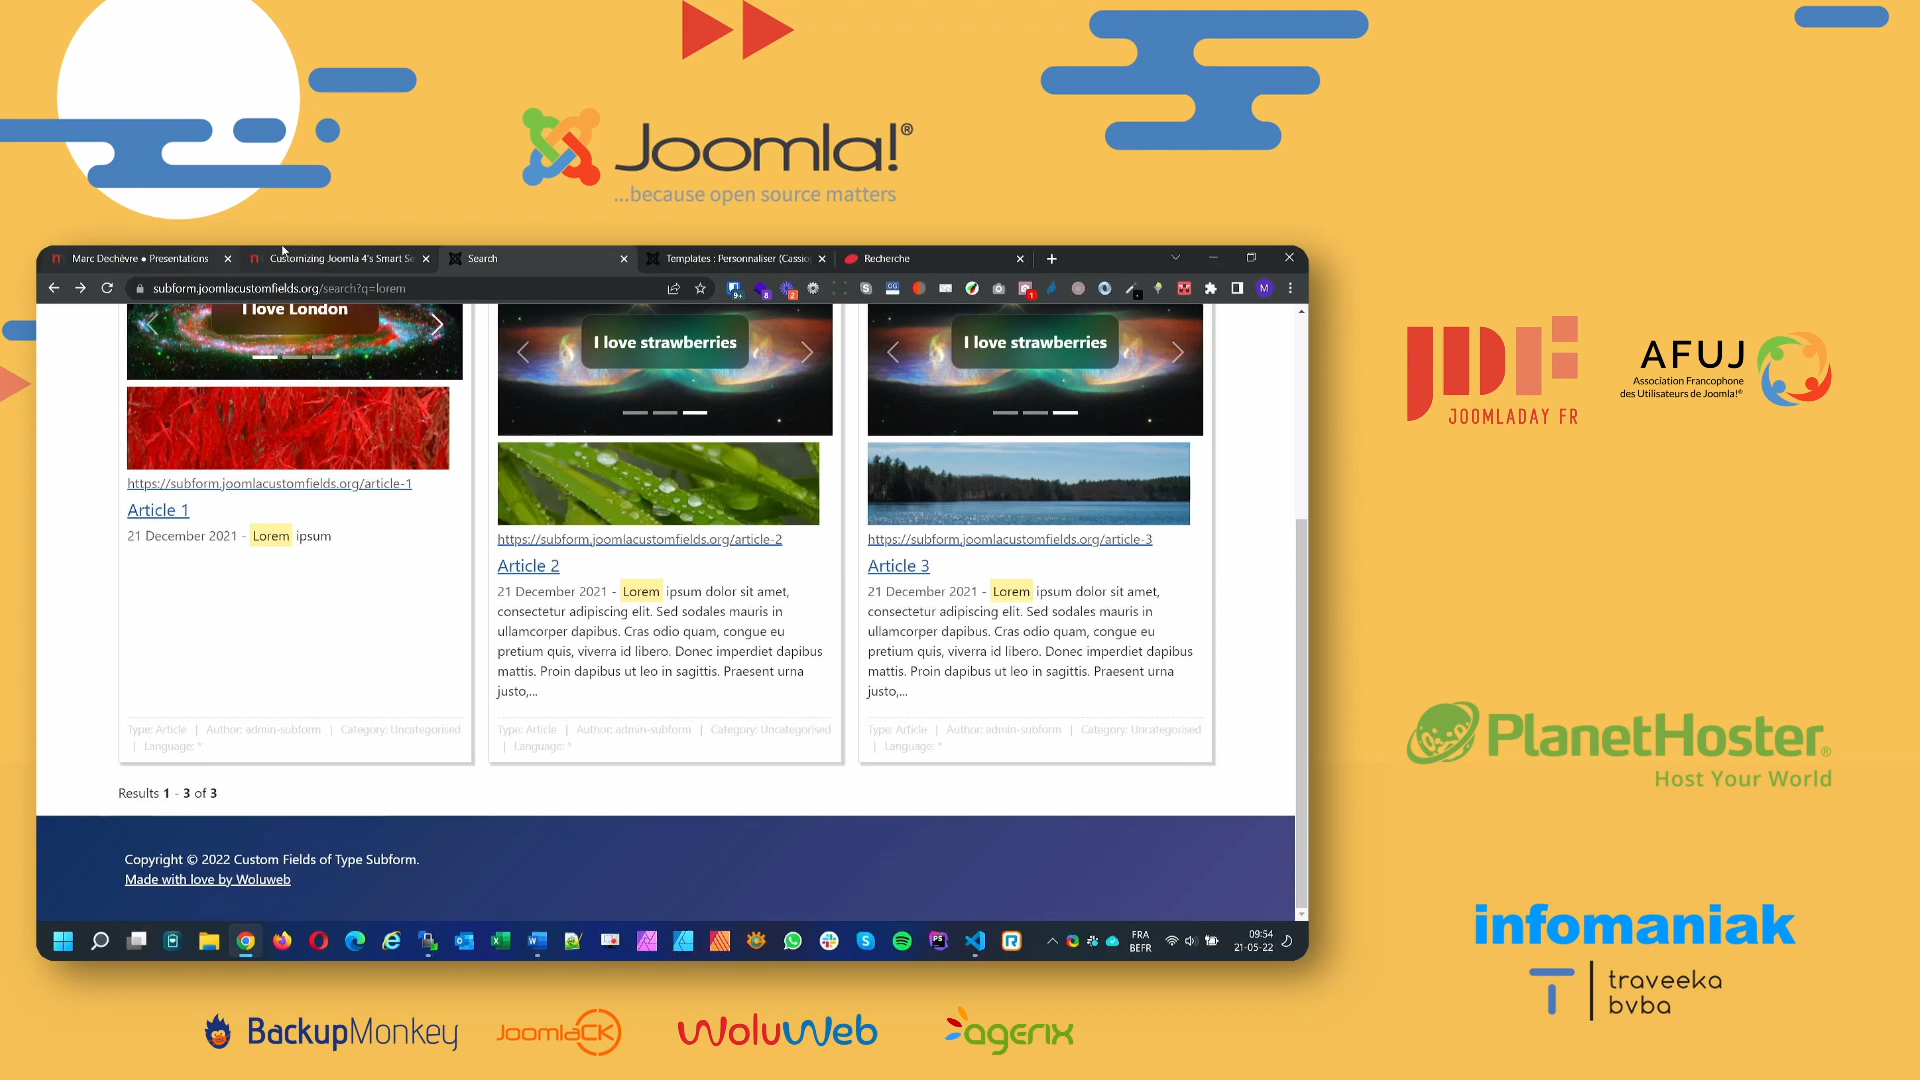 Joomla!®
...because open source matters
Marc Dechèvre ● Presentations
Customizing Joomla 4's Smart Se
Search
Templates : Personnaliser (Cassio
Recherche
subform.joomlacustomfields.org/search?q=lorem
I love London
I love strawberries
I love strawberries
https://subform.joomlacustomfields.org/article-1
Article 1
21 December 2021 - Lorem ipsum
Type: Article | Author: admin-subform | Category: Uncategorised
| Language: *
https://subform.joomlacustomfields.org/article-2
Article 2
21 December 2021 - Lorem ipsum dolor sit amet,
consectetur adipiscing elit. Sed sodales mauris in
ullamcorper dapibus. Cras odio quam, congue eu
pretium quis, viverra id libero. Donec imperdiet dapibus
mattis. Proin dapibus ut leo in sagittis. Praesent urna
justo,...
Type: Article | Author: admin-subform | Category: Uncategorised
| Language: *
https://subform.joomlacustomfields.org/article-3
Article 3
21 December 2021 - Lorem ipsum dolor sit amet,
consectetur adipiscing elit. Sed sodales mauris in
ullamcorper dapibus. Cras odio quam, congue eu
pretium quis, viverra id libero. Donec imperdiet dapibus
mattis. Proin dapibus ut leo in sagittis. Praesent urna
justo,...
Type: Article | Author: admin-subform | Category: Uncategorised
| Language: *
Results 1 - 3 of 3
Copyright © 2022 Custom Fields of Type Subform.
Made with love by Woluweb
FRA
BEFR
09:54
21-05-22
JDF
JOOMLADAY FR
AFUJ
Association Francophone
des Utilisateurs de Joomla!®
PlanetHoster®
Host Your World
infomaniak
T | traveeka
bvba
BackupMonkey
JoomlaCK
WoluWeb
agerix